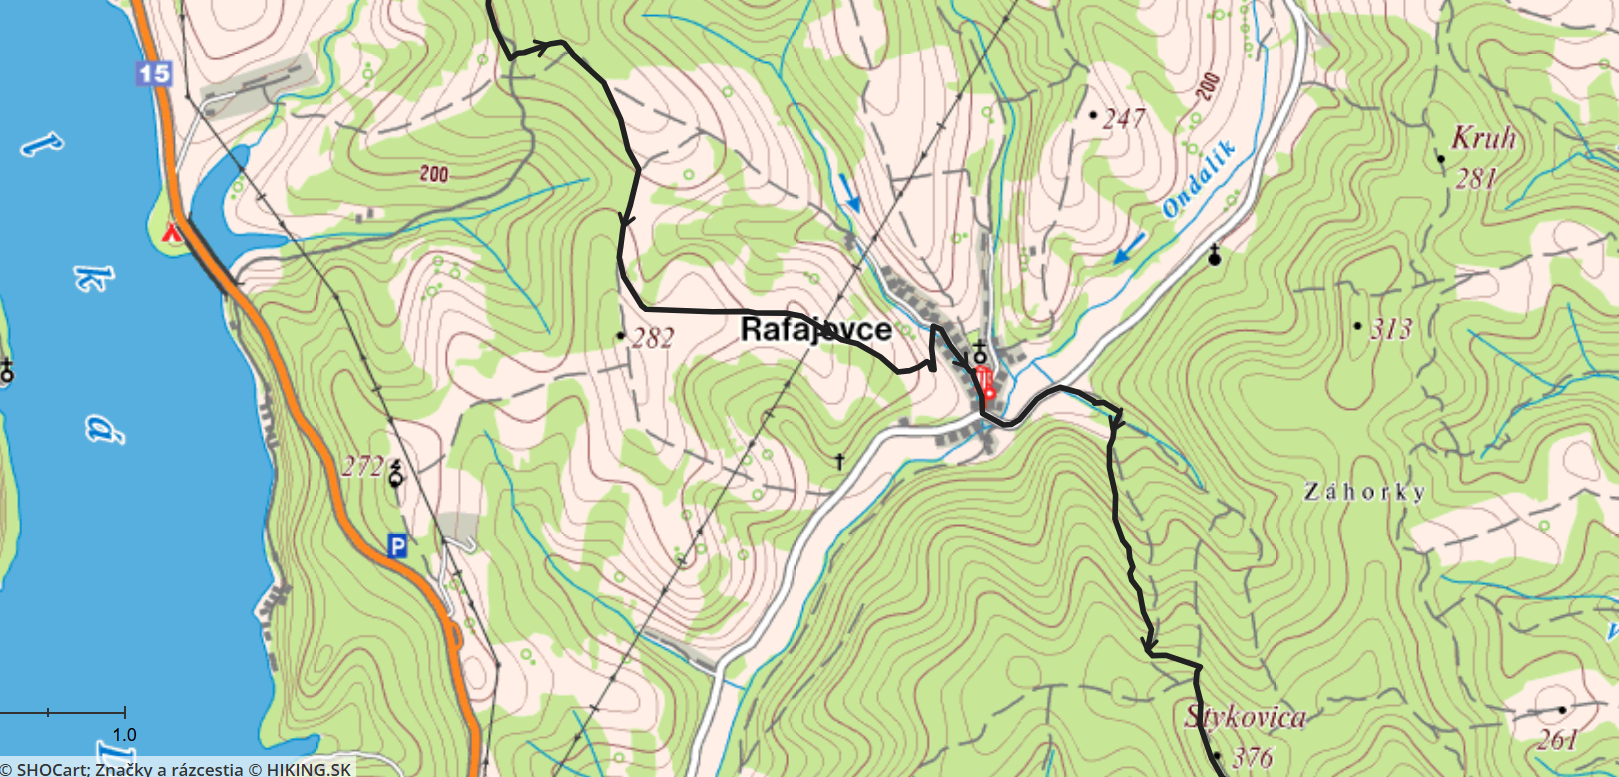 15
200
247
Kruh
281
200
Ondalík
l
k
á
Rafajovce
282
313
272
Záhorky
P
Stykovica
376
261
1.0
© SHOCart; Značky a rázcestia © HIKING.SK